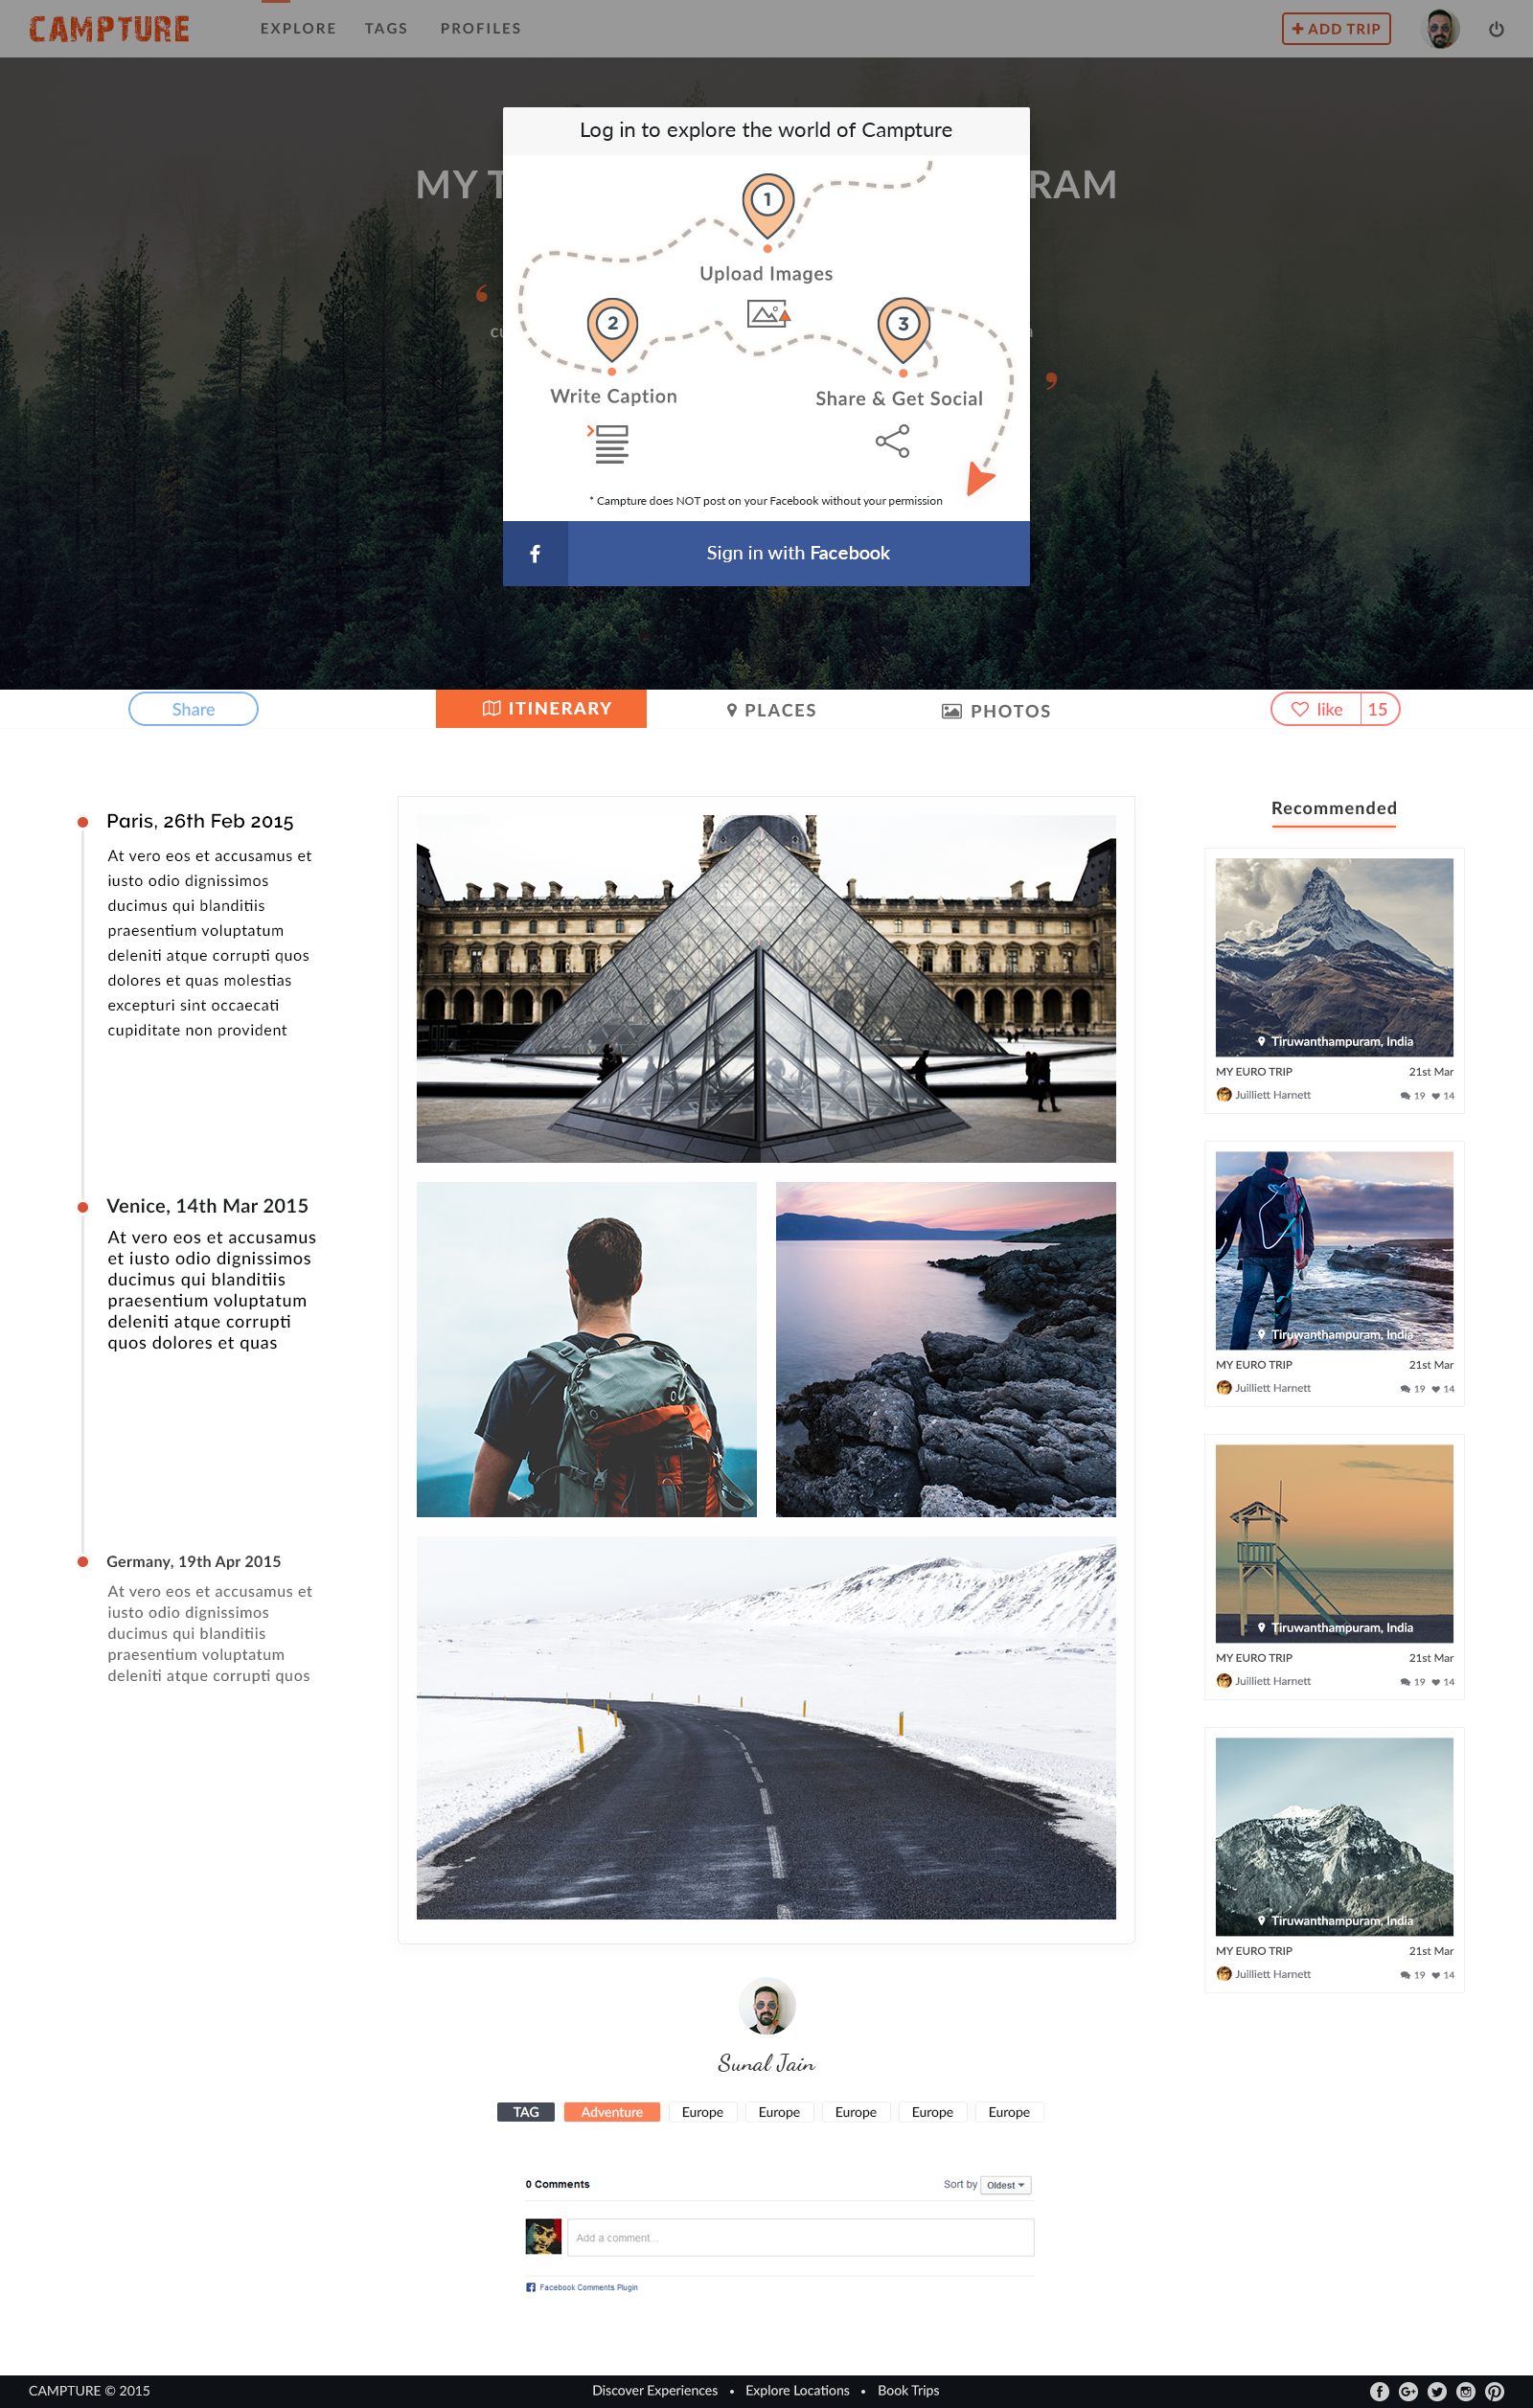 CAMPTURE
EXPLORE TAGS PROFILES
ADD TRIP
Log in to explore the world of Campture
MY T
RAM
1
Upload Images
2
3
Write Caption
Share & Get Social
* Campture does NOT post on your Facebook without your permission
Sign in with Facebook
Share
ITINERARY
PLACES
PHOTOS
like 15
Paris, 26th Feb 2015
At vero eos et accusamus et
iusto odio dignissimos
ducimus qui blanditiis
praesentium voluptatum
deleniti atque corrupti quos
dolores et quas molestias
excepturi sint occaecati
cupiditate non provident
Venice, 14th Mar 2015
At vero eos et accusamus
et iusto odio dignissimos
ducimus qui blanditiis
praesentium voluptatum
deleniti atque corrupti
quos dolores et quas
Germany, 19th Apr 2015
At vero eos et accusamus et
iusto odio dignissimos
ducimus qui blanditiis
praesentium voluptatum
deleniti atque corrupti quos
Recommended
Tiruwanthampuram, India
MY EURO TRIP 21st Mar
Juilliett Harnett 19 14
Tiruwanthampuram, India
MY EURO TRIP 21st Mar
Juilliett Harnett 19 14
Tiruwanthampuram, India
MY EURO TRIP 21st Mar
Juilliett Harnett 19 14
Tiruwanthampuram, India
MY EURO TRIP 21st Mar
Juilliett Harnett 19 14
Sunal Jain
TAG Adventure Europe Europe Europe Europe Europe
0 Comments
Sort by Oldest
Add a comment...
Facebook Comments Plugin
CAMPTURE © 2015
Discover Experiences • Explore Locations • Book Trips